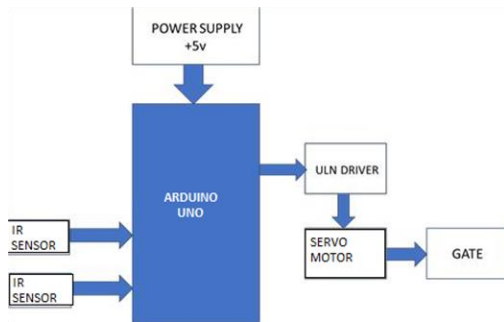 POWER SUPPLY
+5v
ARDUINO
UNO
ULN DRIVER
IR
SENSOR
SERVO
MOTOR
GATE
IR
SENSOR